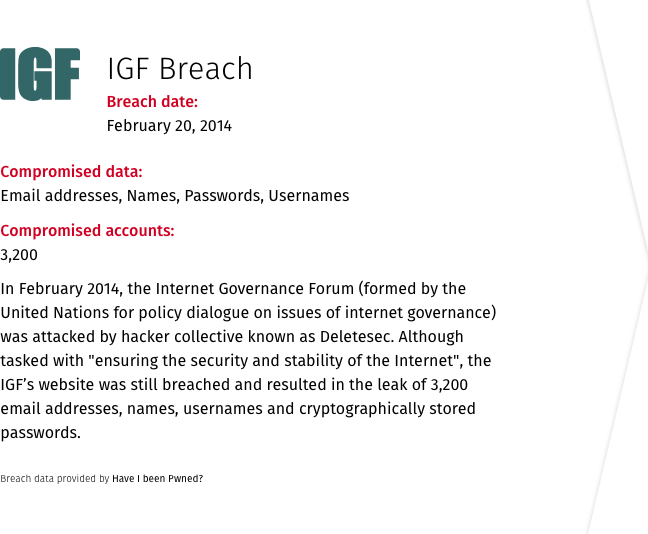 IGF
IGF Breach
Breach date:
February 20, 2014
Compromised data:
Email addresses, Names, Passwords, Usernames
Compromised accounts:
3,200
In February 2014, the Internet Governance Forum (formed by the
United Nations for policy dialogue on issues of internet governance)
was attacked by hacker collective known as Deletesec. Although
tasked with "ensuring the security and stability of the Internet", the
IGF’s website was still breached and resulted in the leak of 3,200
email addresses, names, usernames and cryptographically stored
passwords.
Breach data provided by Have I been Pwned?